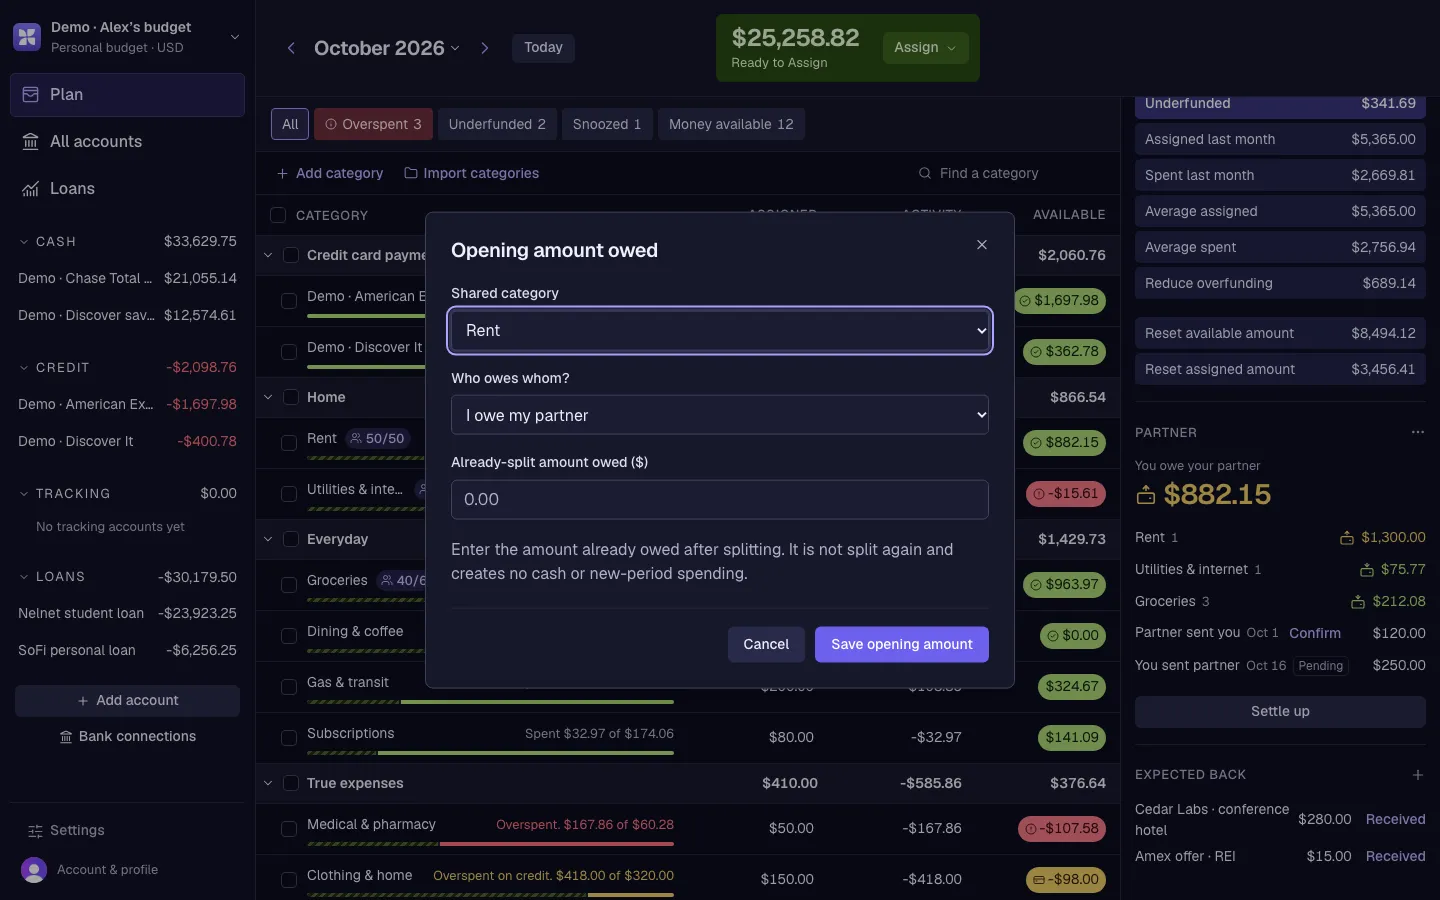 Demo · Alex's budget
Personal budget · USD
Plan
All accounts
Loans
CASH $33,629.75
Demo · Chase Total ... $21,055.14
Demo · Discover sav... $12,574.61
CREDIT -$2,098.76
Demo · American Ex... -$1,697.98
Demo · Discover It -$400.78
TRACKING $0.00
No tracking accounts yet
LOANS -$30,179.50
Nelnet student loan -$23,923.25
SoFi personal loan -$6,256.25
+ Add account
Bank connections
Settings
Account & profile
October 2026
Today
$25,258.82
Ready to Assign
Assign
All
Overspent 3
Underfunded 2
Snoozed 1
Money available 12
+ Add category
Import categories
Find a category
CATEGORY ASSIGNED ACTIVITY AVAILABLE
Credit card payme $2,060.76
Demo · American E $1,697.98
Demo · Discover It $362.78
Home $866.54
Rent 50/50 $882.15
Utilities & inte... -$15.61
Everyday $1,429.73
Groceries 40/6 $963.97
Dining & coffee $0.00
Gas & transit $324.67
Subscriptions Spent $32.97 of $174.06 $80.00 -$32.97 $141.09
True expenses $410.00 -$585.86 $376.64
Medical & pharmacy Overspent. $167.86 of $60.28 $50.00 -$167.86 -$107.58
Clothing & home Overspent on credit. $418.00 of $320.00 $150.00 -$418.00 -$98.00
Opening amount owed
Shared category
Rent
Who owes whom?
I owe my partner
Already-split amount owed ($)
0.00
Enter the amount already owed after splitting. It is not split again and
creates no cash or new-period spending.
Cancel
Save opening amount
Underfunded $341.69
Assigned last month $5,365.00
Spent last month $2,669.81
Average assigned $5,365.00
Average spent $2,756.94
Reduce overfunding $689.14
Reset available amount $8,494.12
Reset assigned amount $3,456.41
PARTNER
You owe your partner
$882.15
Rent 1 $1,300.00
Utilities & internet 1 $75.77
Groceries 3 $212.08
Partner sent you Oct 1 Confirm $120.00
You sent partner Oct 16 Pending $250.00
Settle up
EXPECTED BACK
Cedar Labs · conference
hotel $280.00 Received
Amex offer · REI $15.00 Received